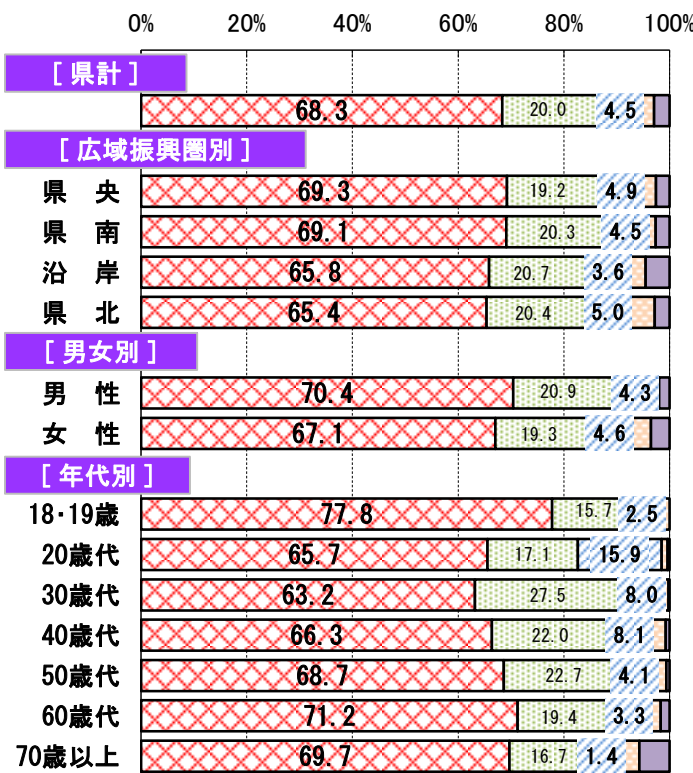 0% 20% 40% 60% 80% 100%
[ 県計 ]
68.3 20.0 4.5
[ 広域振興圏別 ]
県 央 69.3 19.2 4.9
県 南 69.1 20.3 4.5
沿 岸 65.8 20.7 3.6
県 北 65.4 20.4 5.0
[ 男女別 ]
男 性 70.4 20.9 4.3
女 性 67.1 19.3 4.6
[ 年代別 ]
18・19歳 77.8 15.7 2.5
20歳代 65.7 17.1 15.9
30歳代 63.2 27.5 8.0
40歳代 66.3 22.0 8.1
50歳代 68.7 22.7 4.1
60歳代 71.2 19.4 3.3
70歳以上 69.7 16.7 1.4